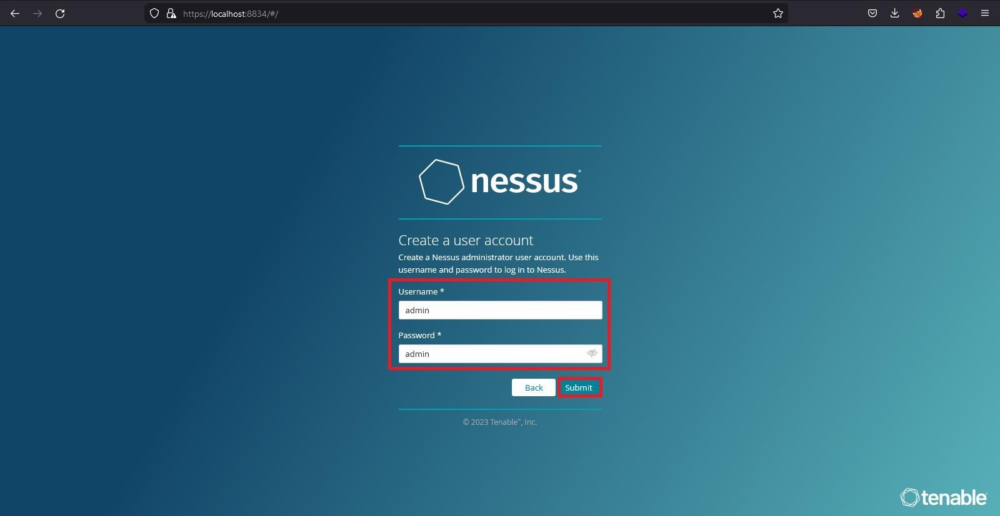 https://localhost:8834/#/
nessus®
Create a user account
Create a Nessus administrator user account. Use this
username and password to log in to Nessus.
Username *
admin
Password *
admin
Back Submit
© 2023 Tenable™, Inc.
tenable